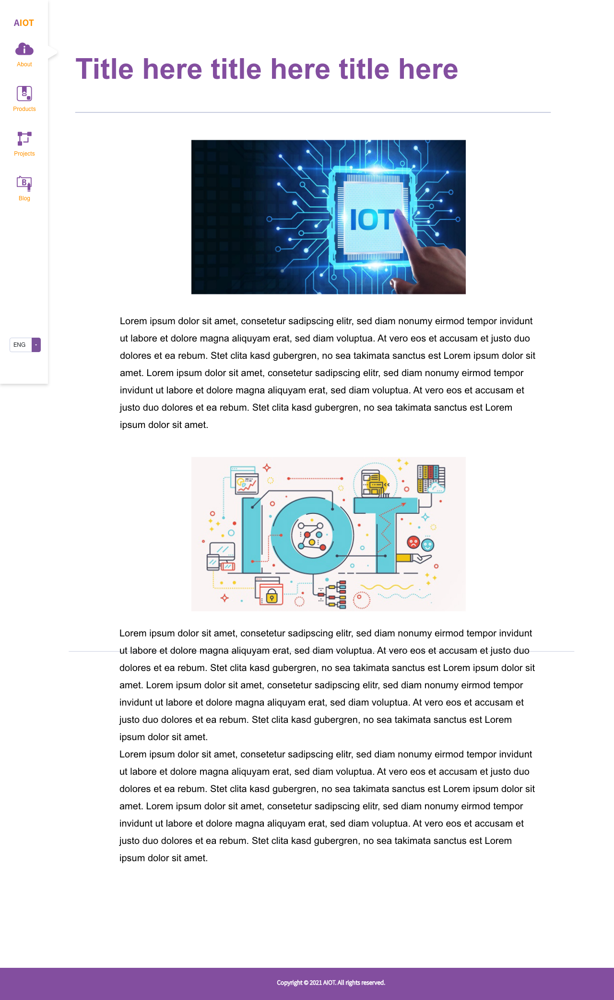 AIOT
About
Products
Projects
B
Blog
ENG
Title here title here title here
IOT
Lorem ipsum dolor sit amet, consetetur sadipscing elitr, sed diam nonumy eirmod tempor invidunt
ut labore et dolore magna aliquyam erat, sed diam voluptua. At vero eos et accusam et justo duo
dolores et ea rebum. Stet clita kasd gubergren, no sea takimata sanctus est Lorem ipsum dolor sit
amet. Lorem ipsum dolor sit amet, consetetur sadipscing elitr, sed diam nonumy eirmod tempor
invidunt ut labore et dolore magna aliquyam erat, sed diam voluptua. At vero eos et accusam et
justo duo dolores et ea rebum. Stet clita kasd gubergren, no sea takimata sanctus est Lorem
ipsum dolor sit amet.
IOT
Lorem ipsum dolor sit amet, consetetur sadipscing elitr, sed diam nonumy eirmod tempor invidunt
ut labore et dolore magna aliquyam erat, sed diam voluptua. At vero eos et accusam et justo duo
dolores et ea rebum. Stet clita kasd gubergren, no sea takimata sanctus est Lorem ipsum dolor sit
amet. Lorem ipsum dolor sit amet, consetetur sadipscing elitr, sed diam nonumy eirmod tempor
invidunt ut labore et dolore magna aliquyam erat, sed diam voluptua. At vero eos et accusam et
justo duo dolores et ea rebum. Stet clita kasd gubergren, no sea takimata sanctus est Lorem
ipsum dolor sit amet.
Lorem ipsum dolor sit amet, consetetur sadipscing elitr, sed diam nonumy eirmod tempor invidunt
ut labore et dolore magna aliquyam erat, sed diam voluptua. At vero eos et accusam et justo duo
dolores et ea rebum. Stet clita kasd gubergren, no sea takimata sanctus est Lorem ipsum dolor sit
amet. Lorem ipsum dolor sit amet, consetetur sadipscing elitr, sed diam nonumy eirmod tempor
invidunt ut labore et dolore magna aliquyam erat, sed diam voluptua. At vero eos et accusam et
justo duo dolores et ea rebum. Stet clita kasd gubergren, no sea takimata sanctus est Lorem
ipsum dolor sit amet.
Copyright © 2021 AIOT. All rights reserved.